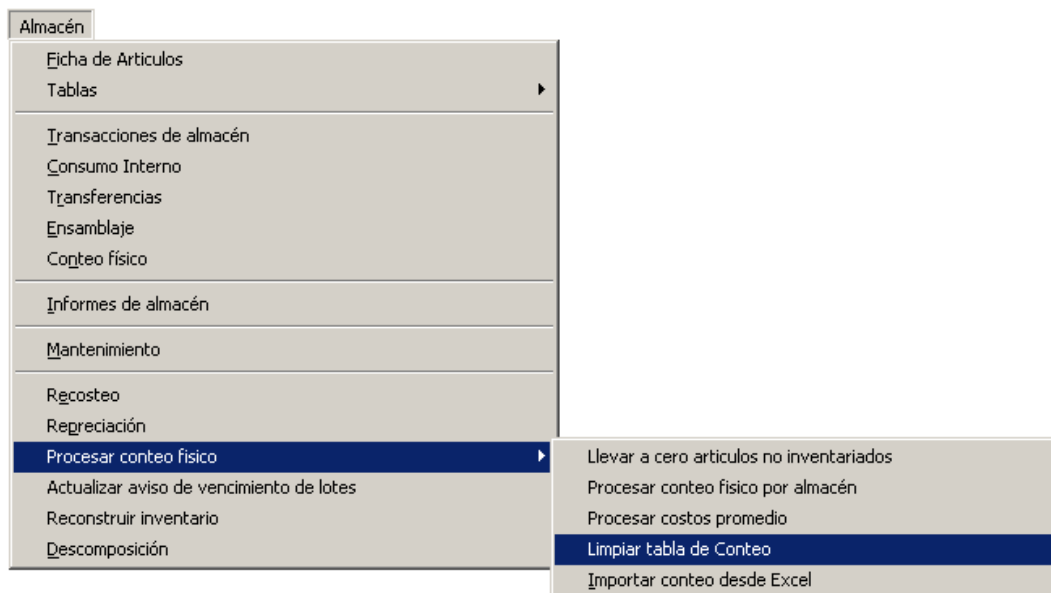 Almacén
Ficha de Articulos
Tablas
Transacciones de almacén
Consumo Interno
Transferencias
Ensamblaje
Conteo físico
Informes de almacén
Mantenimiento
Recosteo
Repreciación
Procesar conteo fisico
Actualizar aviso de vencimiento de lotes
Reconstruir inventario
Descomposición
Llevar a cero articulos no inventariados
Procesar conteo fisico por almacén
Procesar costos promedio
Limpiar tabla de Conteo
Importar conteo desde Excel